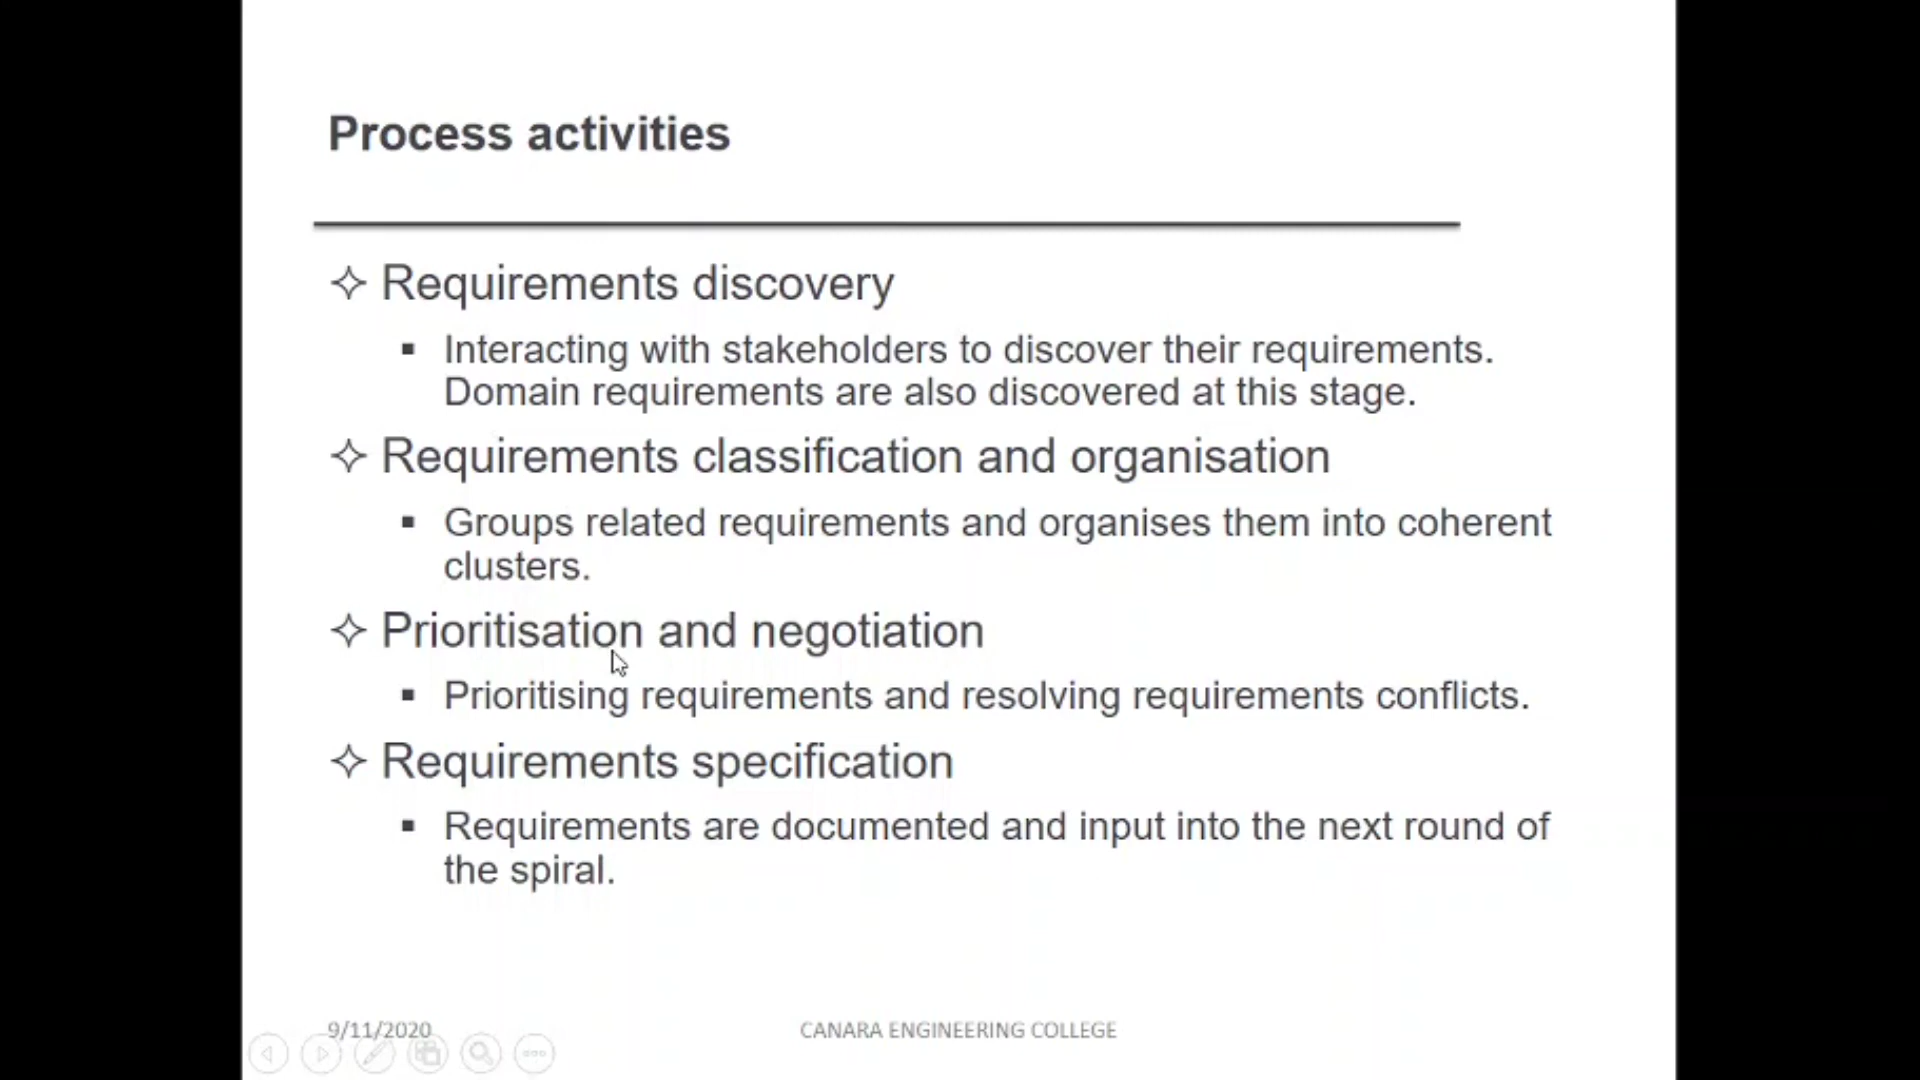 Process activities
Requirements discovery
Interacting with stakeholders to discover their requirements.
Domain requirements are also discovered at this stage.
Requirements classification and organisation
Groups related requirements and organises them into coherent
clusters.
Prioritisation and negotiation
Prioritising requirements and resolving requirements conflicts.
Requirements specification
Requirements are documented and input into the next round of
the spiral.
9/11/2020
CANARA ENGINEERING COLLEGE